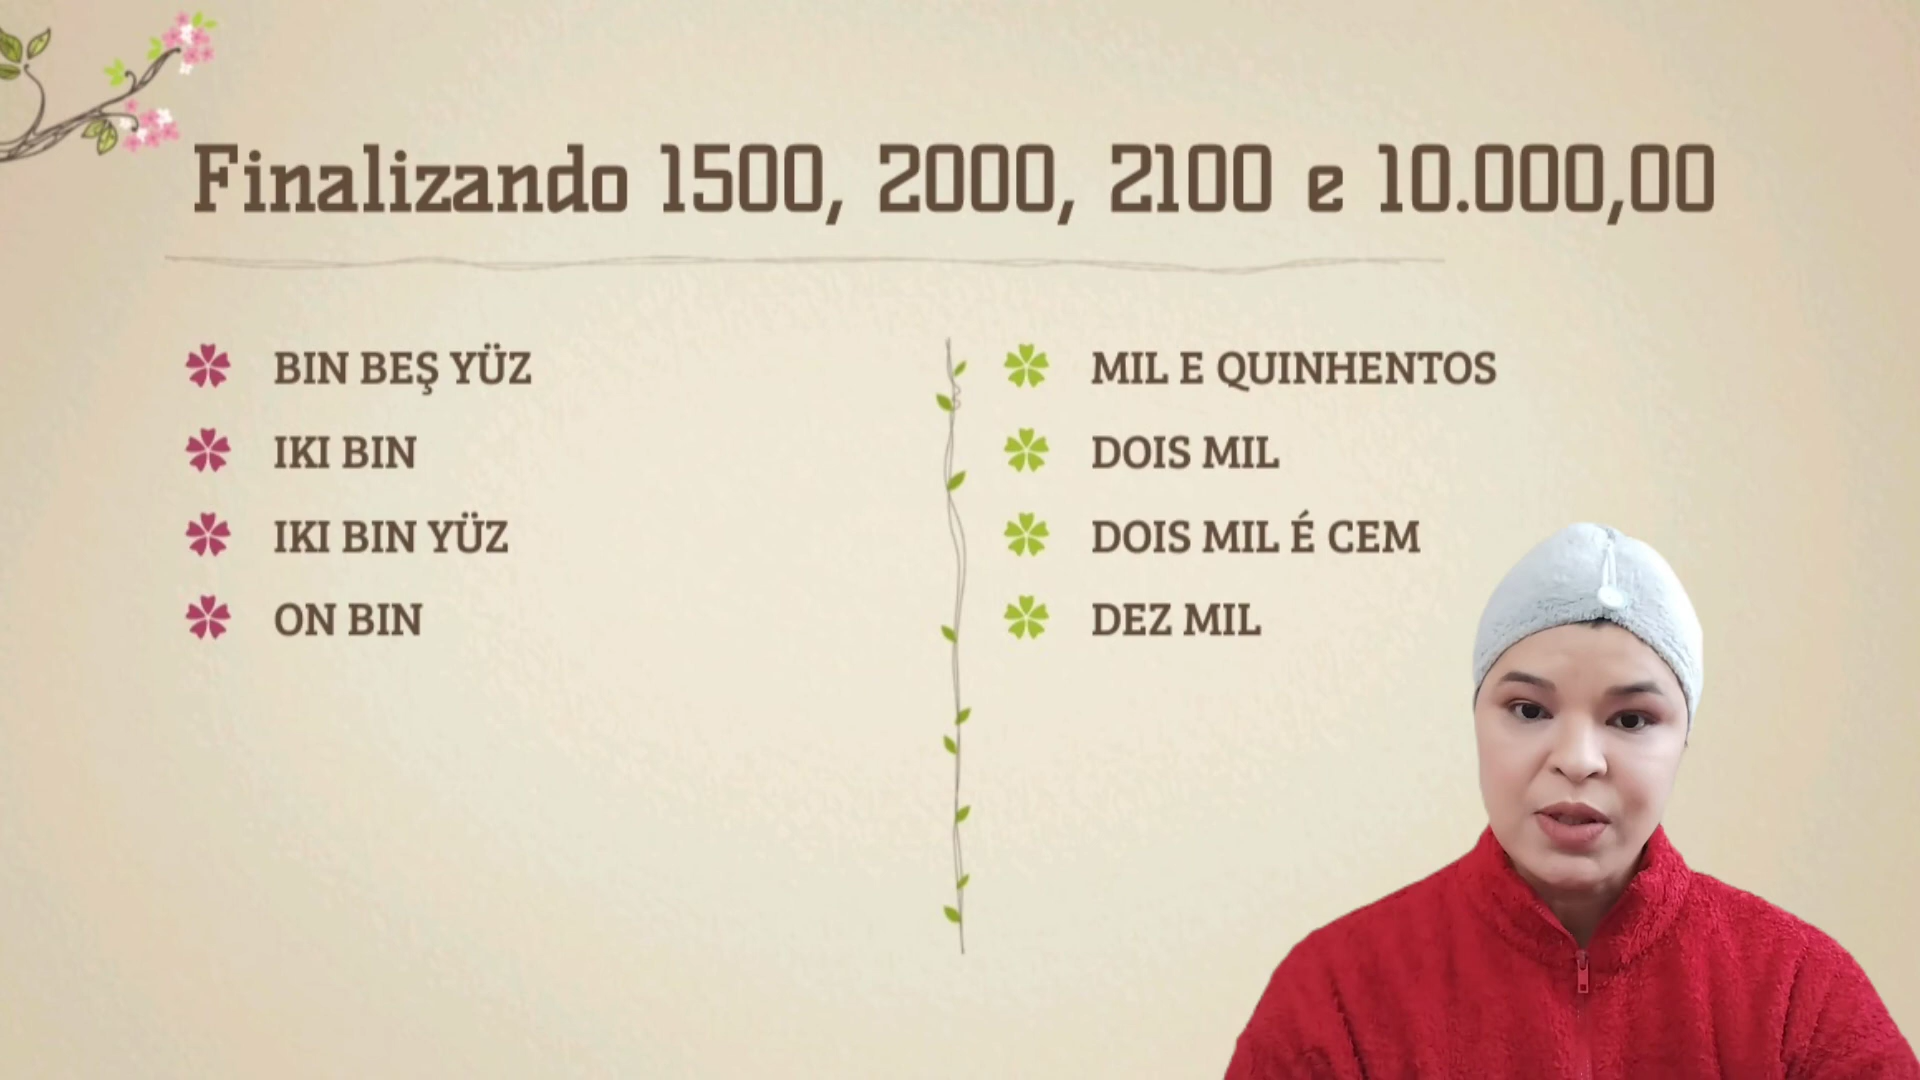 Finalizando 1500, 2000, 2100 e 10.000,00
BIN BEŞ YÜZ
IKI BIN
IKI BIN YÜZ
ON BIN
MIL E QUINHENTOS
DOIS MIL
DOIS MIL É CEM
DEZ MIL